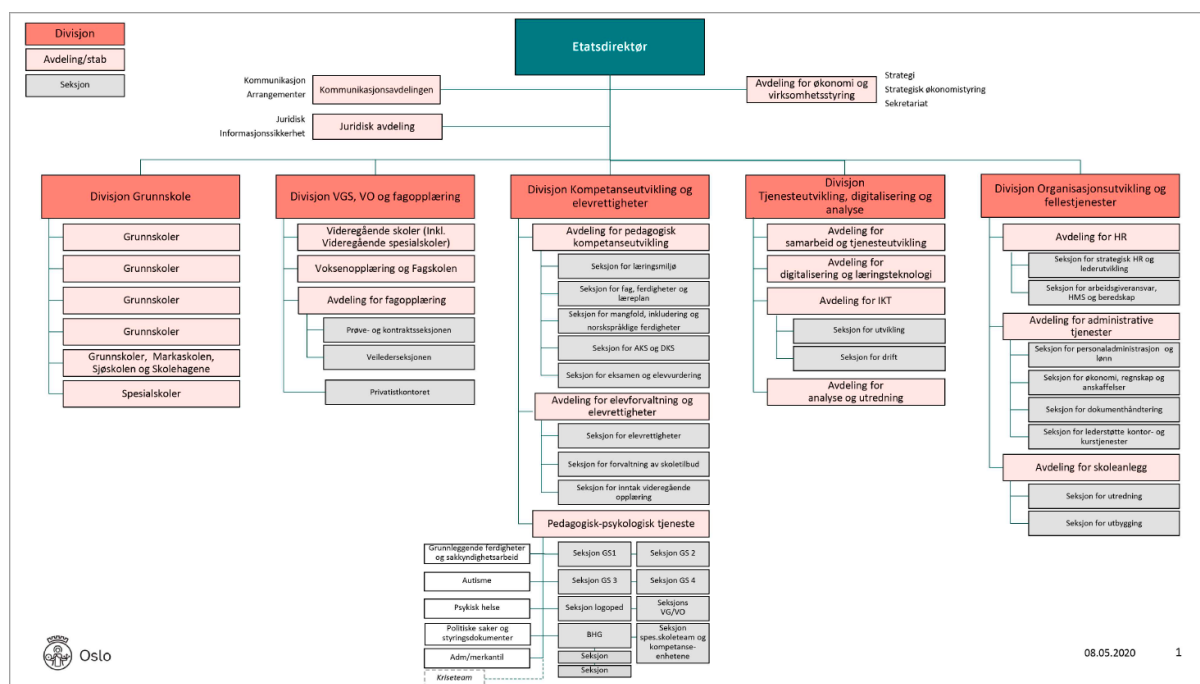 Divisjon
Avdeling/stab
Seksjon
Etatsdirektør
Kommunikasjon
Arrangementer
Kommunikasjonsavdelingen
Avdeling for økonomi og
virksomhetsstyring
Strategi
Strategisk økonomistyring
Sekretariat
Juridisk
Informasjonssikkerhet
Juridisk avdeling
Divisjon Grunnskole
Grunnskoler
Grunnskoler
Grunnskoler
Grunnskoler
Grunnskoler, Markaskolen,
Sjøskolen og Skolehagene
Spesialskoler
Divisjon VGS, VO og fagopplæring
Videregående skoler (Inkl.
Videregående spesialskoler)
Voksenopplæring og Fagskolen
Avdeling for fagopplæring
Prøve- og kontraktsseksjonen
Veilederseksjonen
Privatistkontoret
Divisjon Kompetanseutvikling og
elevrettigheter
Avdeling for pedagogisk
kompetanseutvikling
Seksjon for læringsmiljø
Seksjon for fag, ferdigheter og
læreplan
Seksjon for mangfold, inkludering og
norskspråklige ferdigheter
Seksjon for AKS og DKS
Seksjon for eksamen og elevvurdering
Avdeling for elevforvaltning og
elevrettigheter
Seksjon for elevrettigheter
Seksjon for forvaltning av skoletilbud
Seksjon for inntak videregående
opplæring
Pedagogisk-psykologisk tjeneste
Grunnleggende ferdigheter
og sakkyndighetsarbeid
Autisme
Psykisk helse
Politiske saker og
styringsdokumenter
Adm/merkantil
Kriseteam
Seksjon GS1
Seksjon GS 2
Seksjon GS 3
Seksjon GS 4
Seksjon logoped
Seksjons
VG/VO
BHG
Seksjon
spes.skoleteam og
kompetanse-
enhetene
Seksjon
Seksjon
Divisjon
Tjenesteutvikling, digitalisering og
analyse
Avdeling for
samarbeid og tjenesteutvikling
Avdeling for
digitalisering og læringsteknologi
Avdeling for IKT
Seksjon for utvikling
Seksjon for drift
Avdeling for
analyse og utredning
Divisjon Organisasjonsutvikling og
fellestjenester
Avdeling for HR
Seksjon for strategisk HR og
lederutvikling
Seksjon for arbeidsgiveransvar,
HMS og beredskap
Avdeling for administrative
tjenester
Seksjon for personaladministrasjon og
lønn
Seksjon for økonomi, regnskap og
anskaffelser
Seksjon for dokumenthåndtering
Seksjon for lederstøtte kontor- og
kurstjenester
Avdeling for skoleanlegg
Seksjon for utredning
Seksjon for utbygging
Oslo
08.05.2020
1